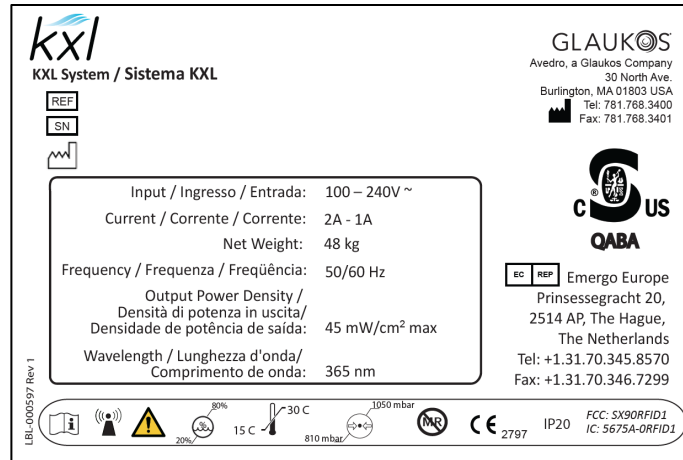 kxl
KXL System / Sistema KXL
REF
SN
GLAUKOS
Avedro, a Glaukos Company
30 North Ave.
Burlington, MA 01803 USA
Tel: 781.768.3400
Fax: 781.768.3401
Input / Ingresso / Entrada: 100 – 240V ~
Current / Corrente / Corrente: 2A - 1A
Net Weight: 48 kg
Frequency / Frequenza / Freqüência: 50/60 Hz
Output Power Density /
Densità di potenza in uscita/
Densidade de potência de saída: 45 mW/cm² max
Wavelength / Lunghezza d'onda/
Comprimento de onda: 365 nm
® C S US
QABA
EC REP Emergo Europe
Prinsessegracht 20,
2514 AP, The Hague,
The Netherlands
Tel: +1.31.70.345.8570
Fax: +1.31.70.346.7299
LBL-000597 Rev 1
i
20% % 80%
15 C 30 C
810 mbar 1050 mbar
MR
CE 2797
IP20
FCC: SX90RFID1
IC: 5675A-0RFID1